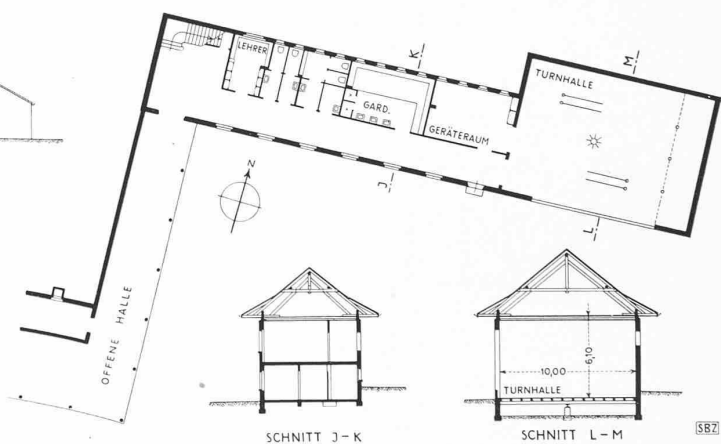 K
M
LEHRER
TURNHALLE
GARD.
GERÄTERAUM
N
J
L
OFFENE HALLE
6,10
10,00
TURNHALLE
SCHNITT J-K
SCHNITT L-M
SBZ